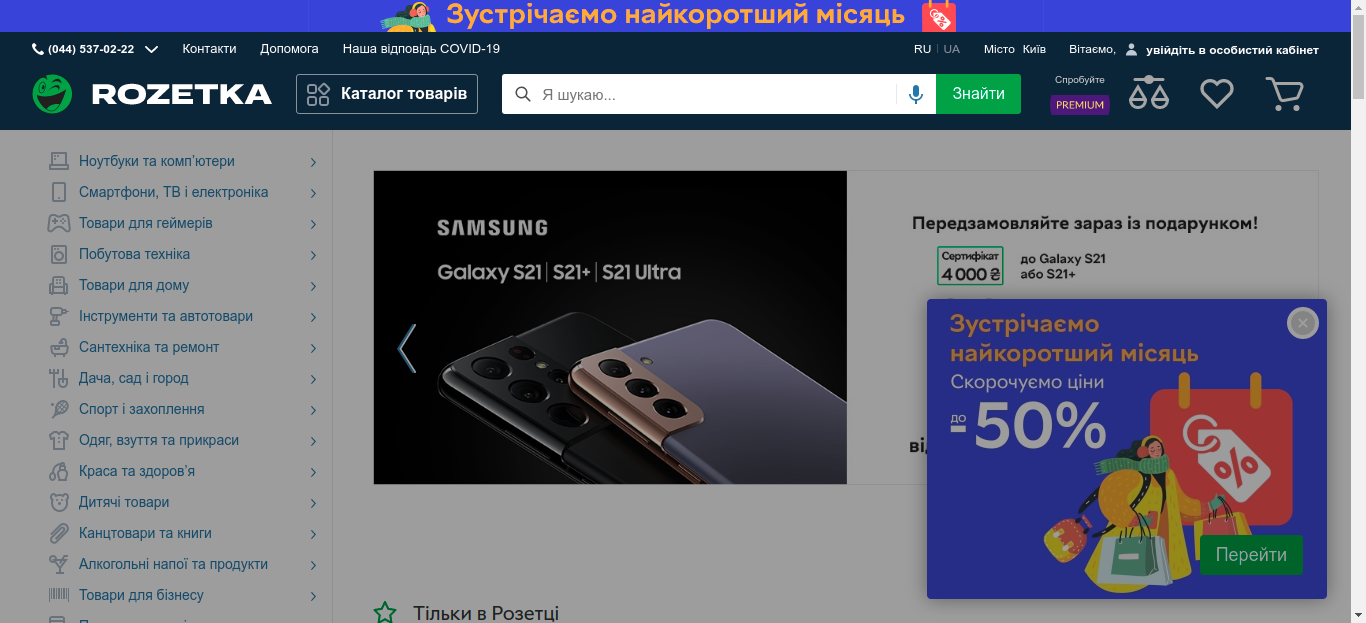 Зустрічаємо найкоротший місяць
(044) 537-02-22
Контакти
Допомога
Наша відповідь COVID-19
RU | UA
Місто Київ
Вітаємо, увійдіть в особистий кабінет
ROZETKA
Каталог товарів
Я шукаю...
Знайти
Спробуйте
PREMIUM
Ноутбуки та комп'ютери
Смартфони, ТВ і електроніка
Товари для геймерів
Побутова техніка
Товари для дому
Інструменти та автотовари
Сантехніка та ремонт
Дача, сад і город
Спорт і захоплення
Одяг, взуття та прикраси
Краса та здоров'я
Дитячі товари
Канцтовари та книги
Алкогольні напої та продукти
Товари для бізнесу
SAMSUNG
Galaxy S21 | S21+ | S21 Ultra
Передзамовляйте зараз із подарунком!
Сертифікат
4 000 ₴
до Galaxy S21
або S21+
Зустрічаємо
найкоротший місяць
Скорочуємо ціни
до -50%
%
Перейти
Тільки в Розетці